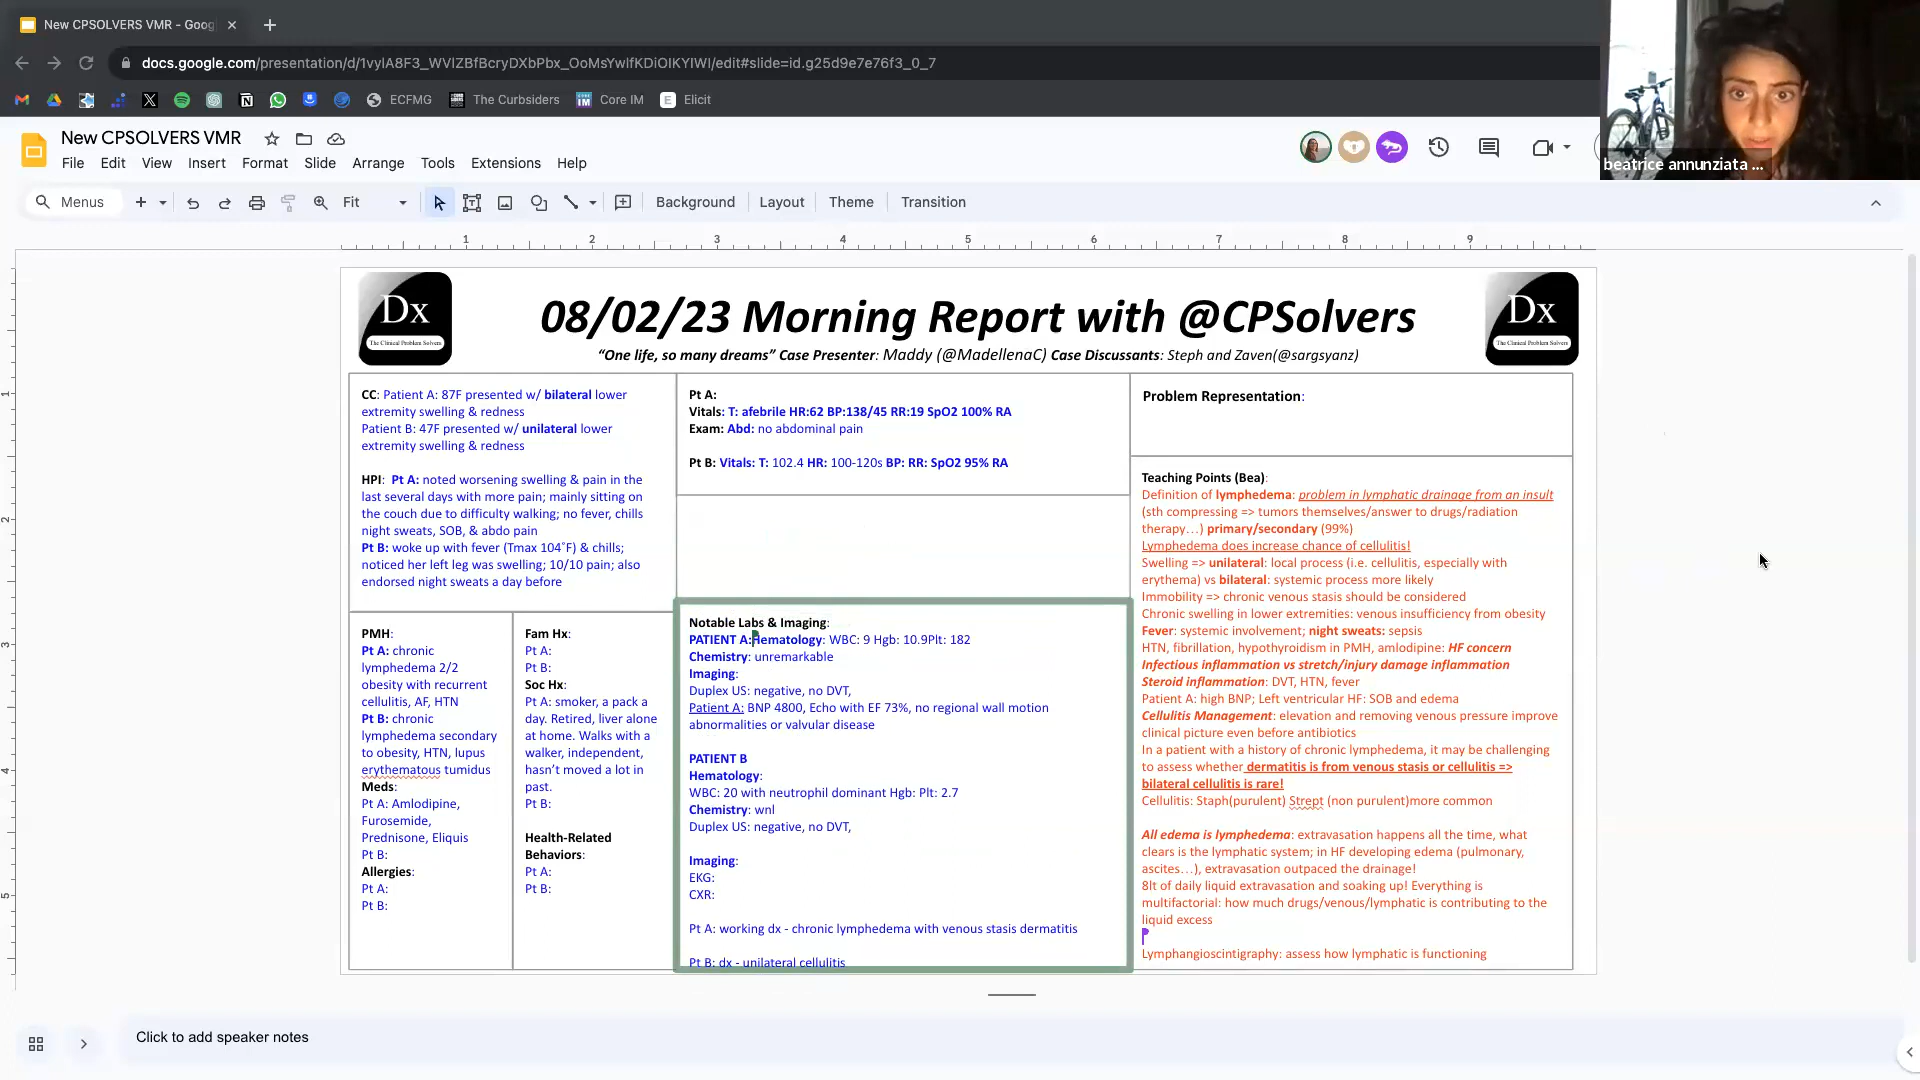 New CPSOLVERS VMR - Goog
docs.google.com/presentation/d/1vylA8F3_WVIZBfBcryDXbPbx_OoMsYwlfKDiOIKYIWI/edit#slide=id.g25d9e7e76f3_0_7
ECFMG
The Curbsiders
Core IM
Elicit
beatrice annunziata ...
New CPSOLVERS VMR
File Edit View Insert Format Slide Arrange Tools Extensions Help
Menus
Fit
Background
Layout
Theme
Transition
1 2 3 4 5 6 7 8 9
1
2
3
4
5
Dx
The Clinical Problem Solvers
08/02/23 Morning Report with @CPSolvers
“One life, so many dreams” Case Presenter: Maddy (@MadellenaC) Case Discussants: Steph and Zaven(@sargsyanz)
Dx
The Clinical Problem Solvers
CC: Patient A: 87F presented w/ bilateral lower
extremity swelling & redness
Patient B: 47F presented w/ unilateral lower
extremity swelling & redness
HPI: Pt A: noted worsening swelling & pain in the
last several days with more pain; mainly sitting on
the couch due to difficulty walking; no fever, chills
night sweats, SOB, & abdo pain
Pt B: woke up with fever (Tmax 104˚F) & chills;
noticed her left leg was swelling; 10/10 pain; also
endorsed night sweats a day before
PMH:
Pt A: chronic
lymphedema 2/2
obesity with recurrent
cellulitis, AF, HTN
Pt B: chronic
lymphedema secondary
to obesity, HTN, lupus
erythematous tumidus
Meds:
Pt A: Amlodipine,
Furosemide,
Prednisone, Eliquis
Pt B:
Allergies:
Pt A:
Pt B:
Fam Hx:
Pt A:
Pt B:
Soc Hx:
Pt A: smoker, a pack a
day. Retired, liver alone
at home. Walks with a
walker, independent,
hasn’t moved a lot in
past.
Pt B:
Health-Related
Behaviors:
Pt A:
Pt B:
Pt A:
Vitals: T: afebrile HR:62 BP:138/45 RR:19 SpO2 100% RA
Exam: Abd: no abdominal pain
Pt B: Vitals: T: 102.4 HR: 100-120s BP: RR: SpO2 95% RA
Notable Labs & Imaging:
PATIENT A:Hematology: WBC: 9 Hgb: 10.9Plt: 182
Chemistry: unremarkable
Imaging:
Duplex US: negative, no DVT,
Patient A: BNP 4800, Echo with EF 73%, no regional wall motion
abnormalities or valvular disease
PATIENT B
Hematology:
WBC: 20 with neutrophil dominant Hgb: Plt: 2.7
Chemistry: wnl
Duplex US: negative, no DVT,
Imaging:
EKG:
CXR:
Pt A: working dx - chronic lymphedema with venous stasis dermatitis
Pt B: dx - unilateral cellulitis
Problem Representation:
Teaching Points (Bea):
Definition of lymphedema: problem in lymphatic drainage from an insult
(sth compressing => tumors themselves/answer to drugs/radiation
therapy…) primary/secondary (99%)
Lymphedema does increase chance of cellulitis!
Swelling => unilateral: local process (i.e. cellulitis, especially with
erythema) vs bilateral: systemic process more likely
Immobility => chronic venous stasis should be considered
Chronic swelling in lower extremities: venous insufficiency from obesity
Fever: systemic involvement; night sweats: sepsis
HTN, fibrillation, hypothyroidism in PMH, amlodipine: HF concern
Infectious inflammation vs stretch/injury damage inflammation
Steroid inflammation: DVT, HTN, fever
Patient A: high BNP; Left ventricular HF: SOB and edema
Cellulitis Management: elevation and removing venous pressure improve
clinical picture even before antibiotics
In a patient with a history of chronic lymphedema, it may be challenging
to assess whether dermatitis is from venous stasis or cellulitis =>
bilateral cellulitis is rare!
Cellulitis: Staph(purulent) Strept (non purulent)more common
All edema is lymphedema: extravasation happens all the time, what
clears is the lymphatic system; in HF developing edema (pulmonary,
ascites…), extravasation outpaced the drainage!
8lt of daily liquid extravasation and soaking up! Everything is
multifactorial: how much drugs/venous/lymphatic is contributing to the
liquid excess
Lymphangioscintigraphy: assess how lymphatic is functioning
Click to add speaker notes